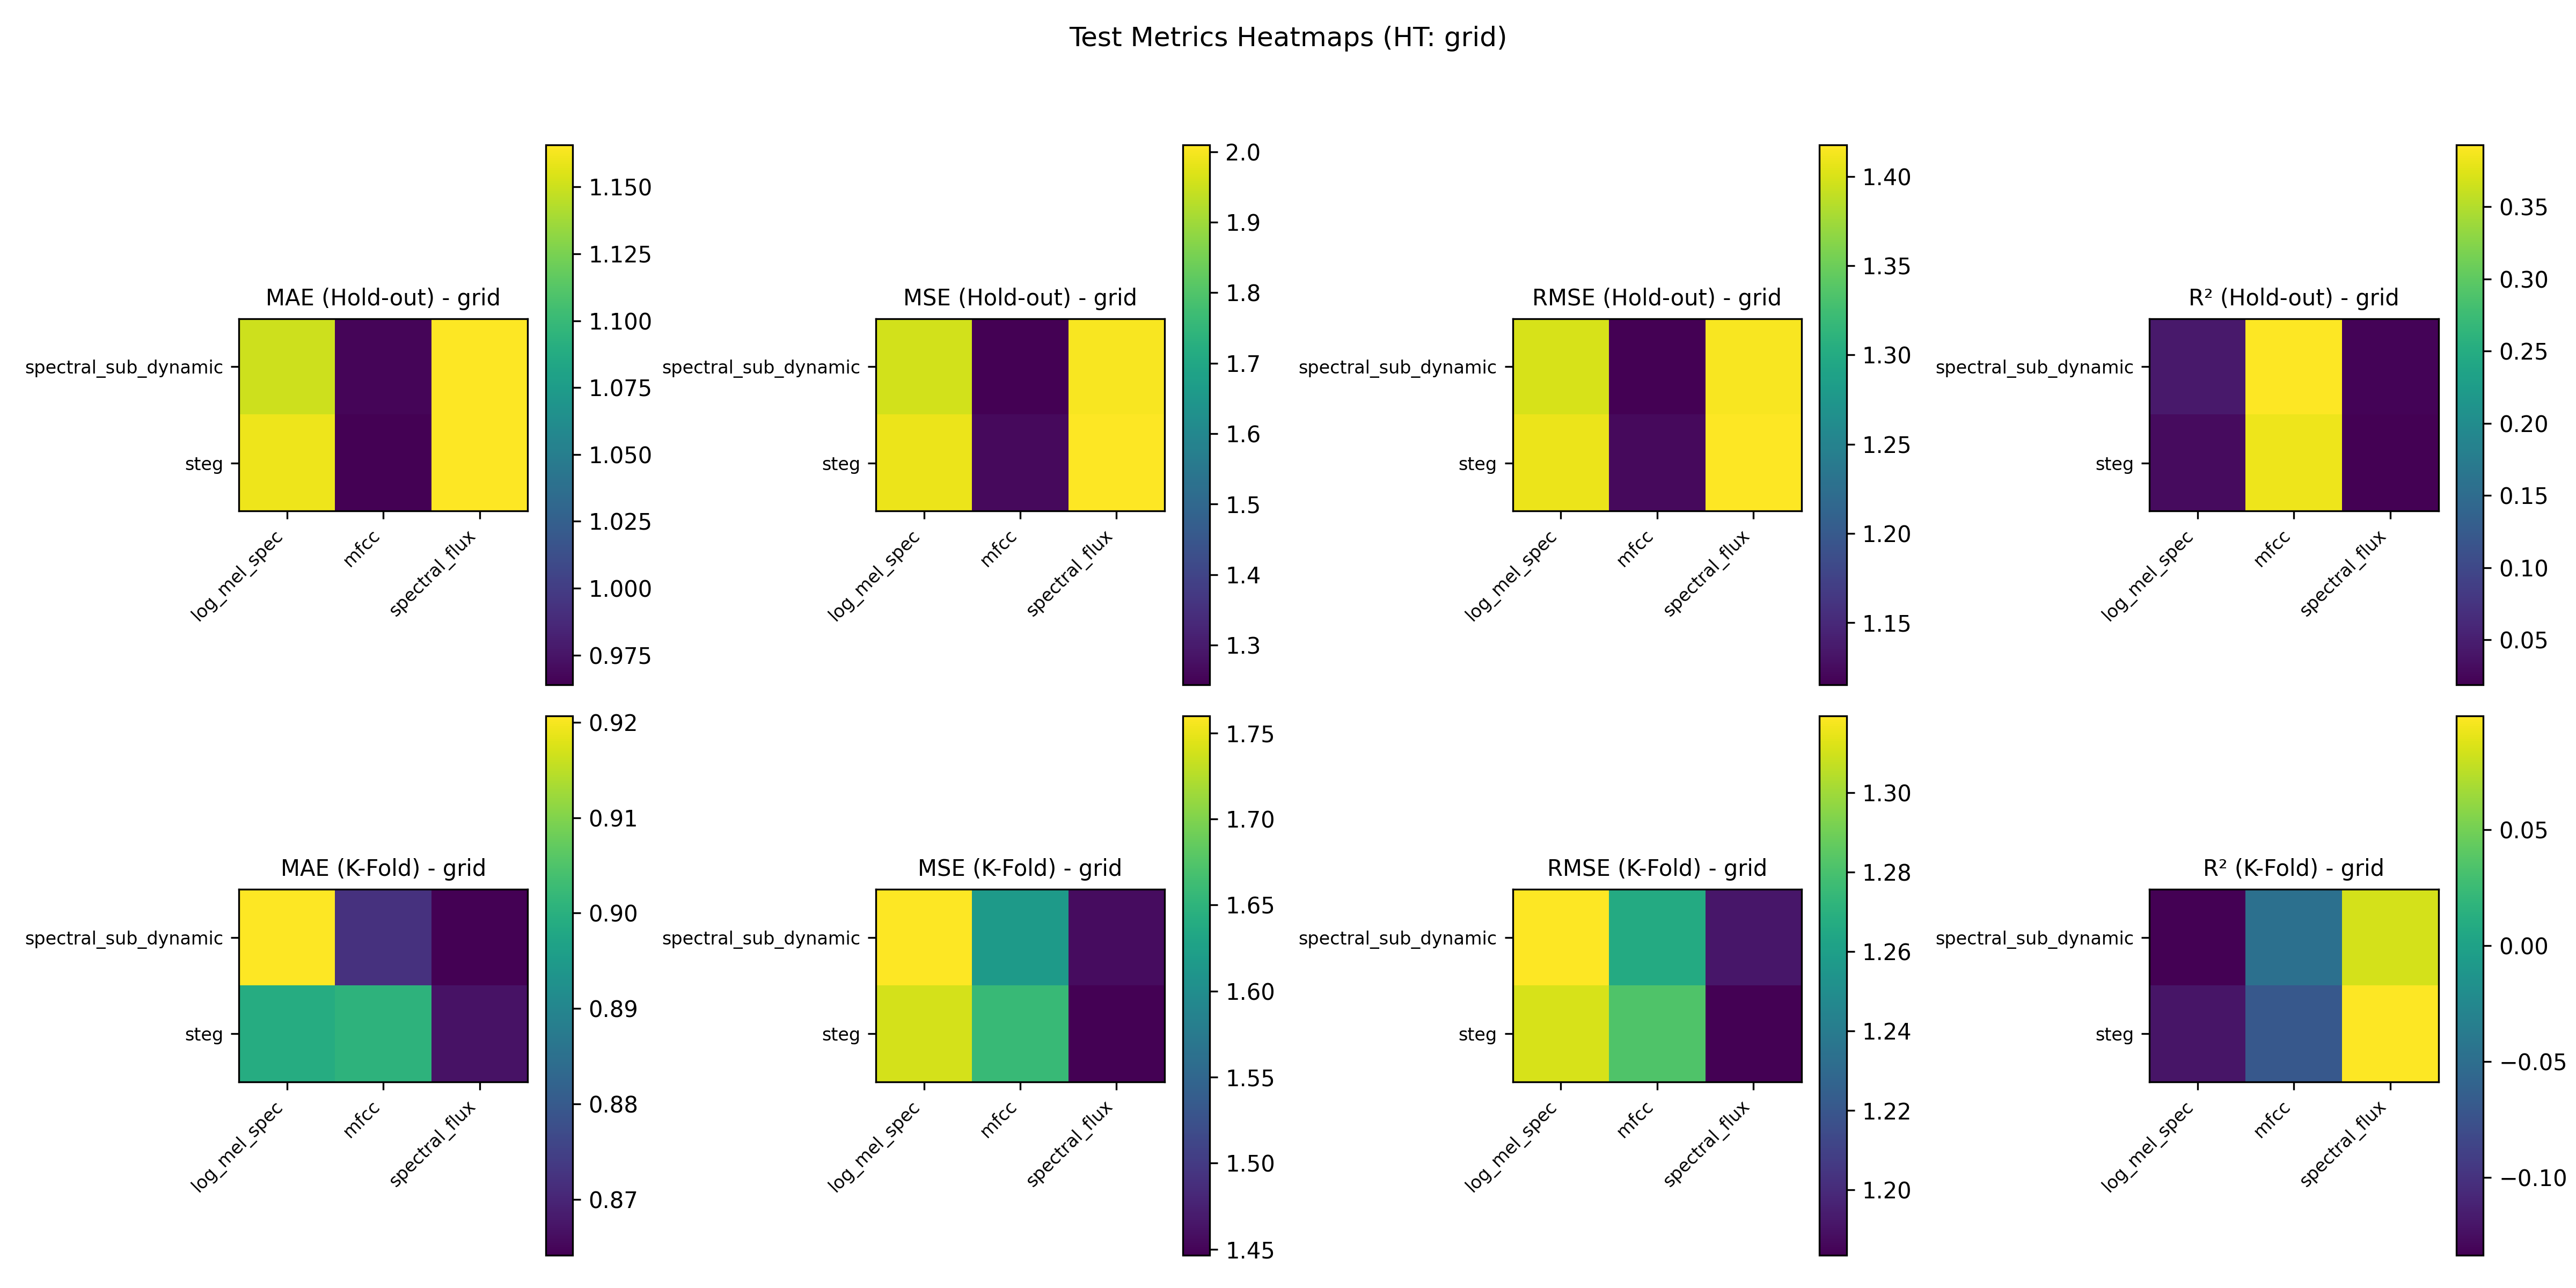 Test Metrics Heatmaps (HT: grid)
MAE (Hold-out) - grid
spectral_sub_dynamic
steg
log_mel_spec
mfcc
spectral_flux
1.150
1.125
1.100
1.075
1.050
1.025
1.000
0.975
MSE (Hold-out) - grid
spectral_sub_dynamic
steg
log_mel_spec
mfcc
spectral_flux
2.0
1.9
1.8
1.7
1.6
1.5
1.4
1.3
RMSE (Hold-out) - grid
spectral_sub_dynamic
steg
log_mel_spec
mfcc
spectral_flux
1.40
1.35
1.30
1.25
1.20
1.15
R² (Hold-out) - grid
spectral_sub_dynamic
steg
log_mel_spec
mfcc
spectral_flux
0.35
0.30
0.25
0.20
0.15
0.10
0.05
MAE (K-Fold) - grid
spectral_sub_dynamic
steg
log_mel_spec
mfcc
spectral_flux
0.92
0.91
0.90
0.89
0.88
0.87
MSE (K-Fold) - grid
spectral_sub_dynamic
steg
log_mel_spec
mfcc
spectral_flux
1.75
1.70
1.65
1.60
1.55
1.50
1.45
RMSE (K-Fold) - grid
spectral_sub_dynamic
steg
log_mel_spec
mfcc
spectral_flux
1.30
1.28
1.26
1.24
1.22
1.20
R² (K-Fold) - grid
spectral_sub_dynamic
steg
log_mel_spec
mfcc
spectral_flux
0.05
0.00
−0.05
−0.10